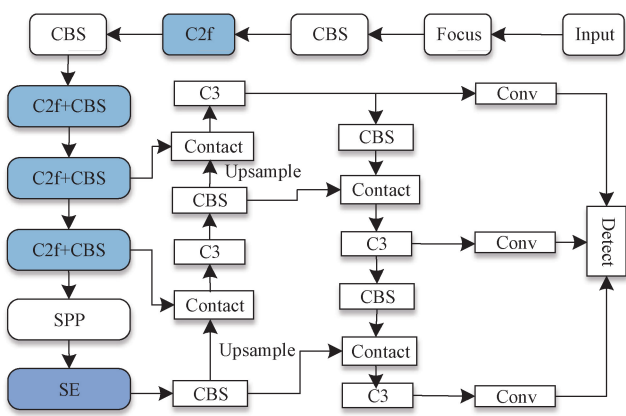 CBS
C2f
CBS
Focus
Input
C2f+CBS
C2f+CBS
C2f+CBS
SPP
SE
C3
Contact
Upsample
CBS
C3
Contact
Upsample
CBS
CBS
Contact
C3
CBS
Contact
C3
Conv
Conv
Conv
Detect